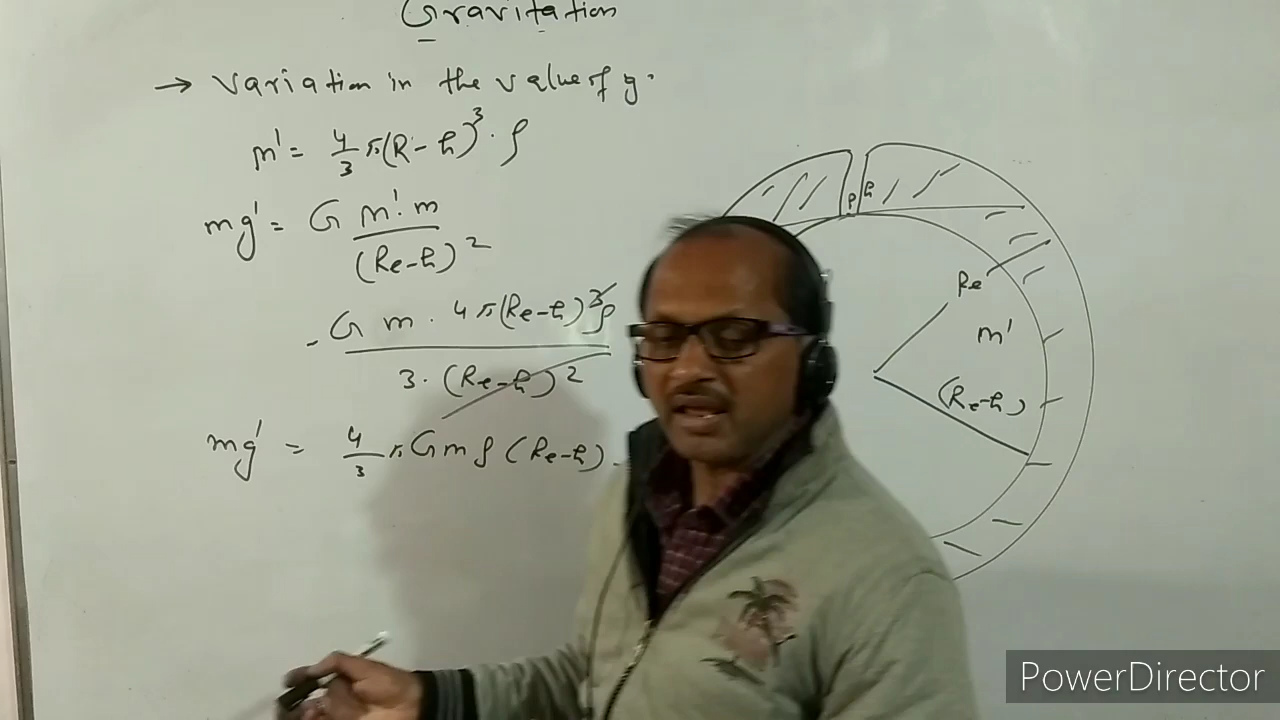 Gravitation
→ Variation in the value of g.
m' = 4/3 π(R-h)³ · ρ
mg' = G m'. m
(Re-h)²
- G m . 4π(Re-h)³ρ
3. (Re-h)²
mg' = 4/3 πGmρ(Re-h).
P h
Re
m'
(Re-h)
PowerDirector